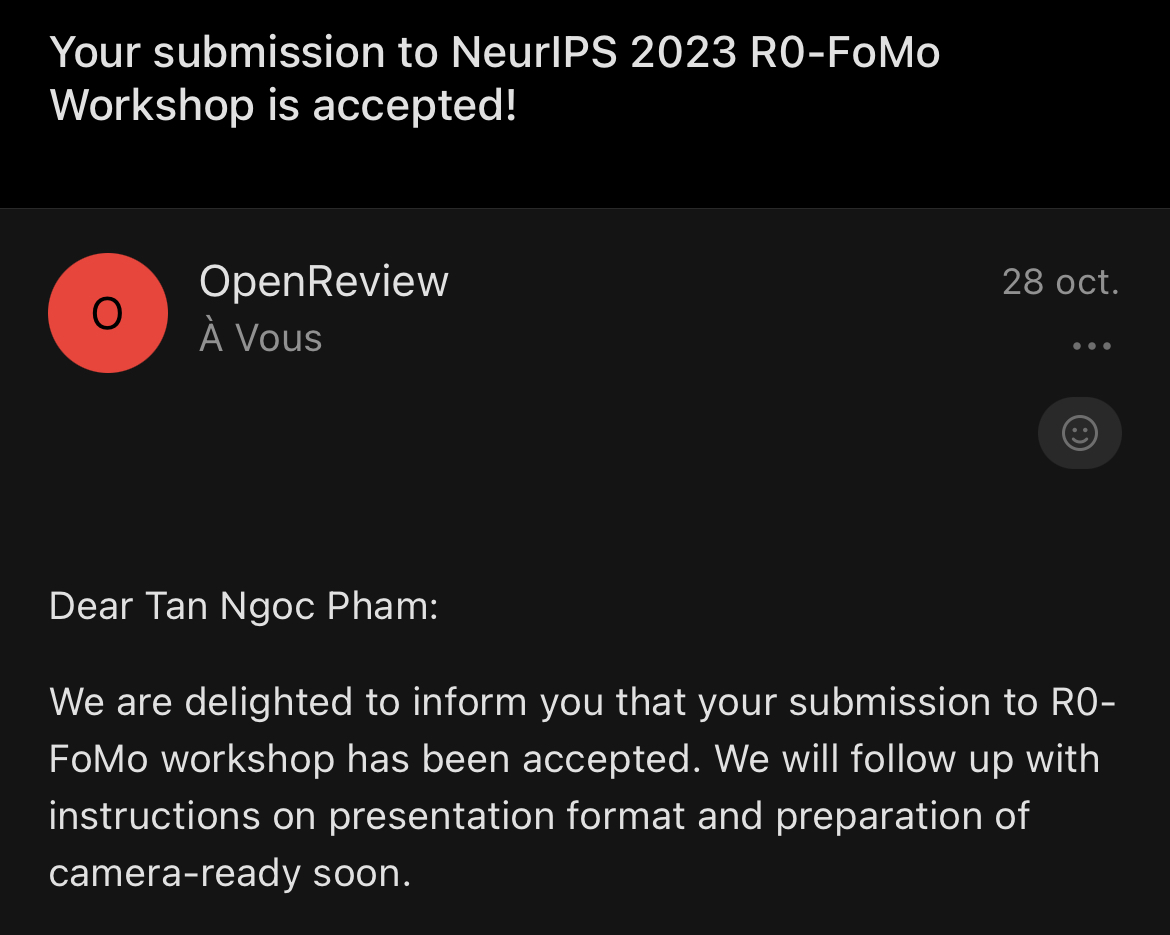 Your submission to NeurIPS 2023 R0-FoMo
Workshop is accepted!
O
OpenReview
28 oct.
À Vous
Dear Tan Ngoc Pham:
We are delighted to inform you that your submission to R0-
FoMo workshop has been accepted. We will follow up with
instructions on presentation format and preparation of
camera-ready soon.